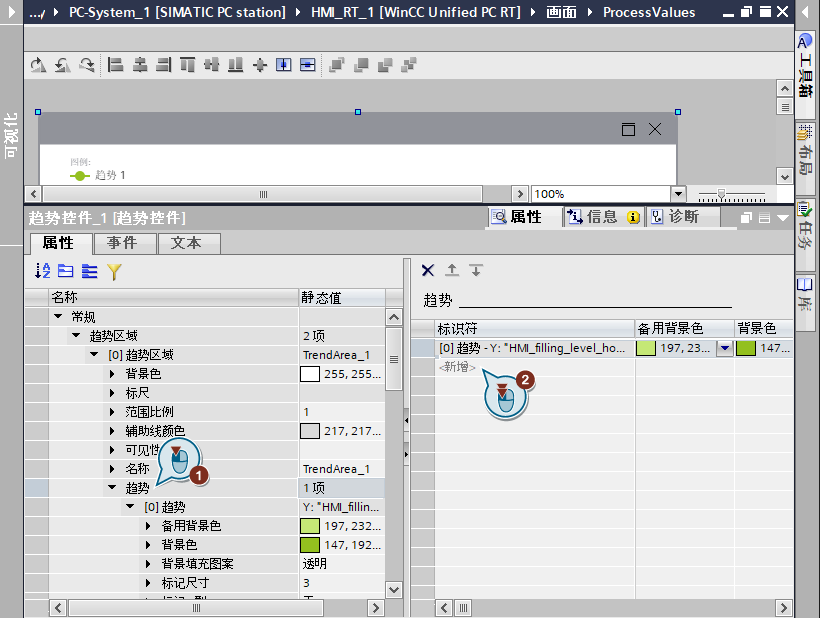 .../ PC-System_1 [SIMATIC PC station] HMI_RT_1 [WinCC Unified PC RT] 画面 ProcessValues
工具箱
布局
任务
库
可视化
图例:
趋势 1
100%
趋势控件_1 [趋势控件]
属性 信息 诊断
属性 事件 文本
名称 静态值
常规
趋势区域 2 项
[0] 趋势区域 TrendArea_1
背景色 255, 255...
标尺
范围比例 1
辅助线颜色 217, 217...
可见性
名称 TrendArea_1
趋势 1 项
[0] 趋势 Y: "HMI_fillin...
备用背景色 197, 232...
背景色 147, 192...
背景填充图案 透明
标记尺寸 3
1
趋势
标识符 备用背景色 背景色
[0] 趋势 - Y: "HMI_filling_level_ho... 197, 23... 147...
<新增>
2